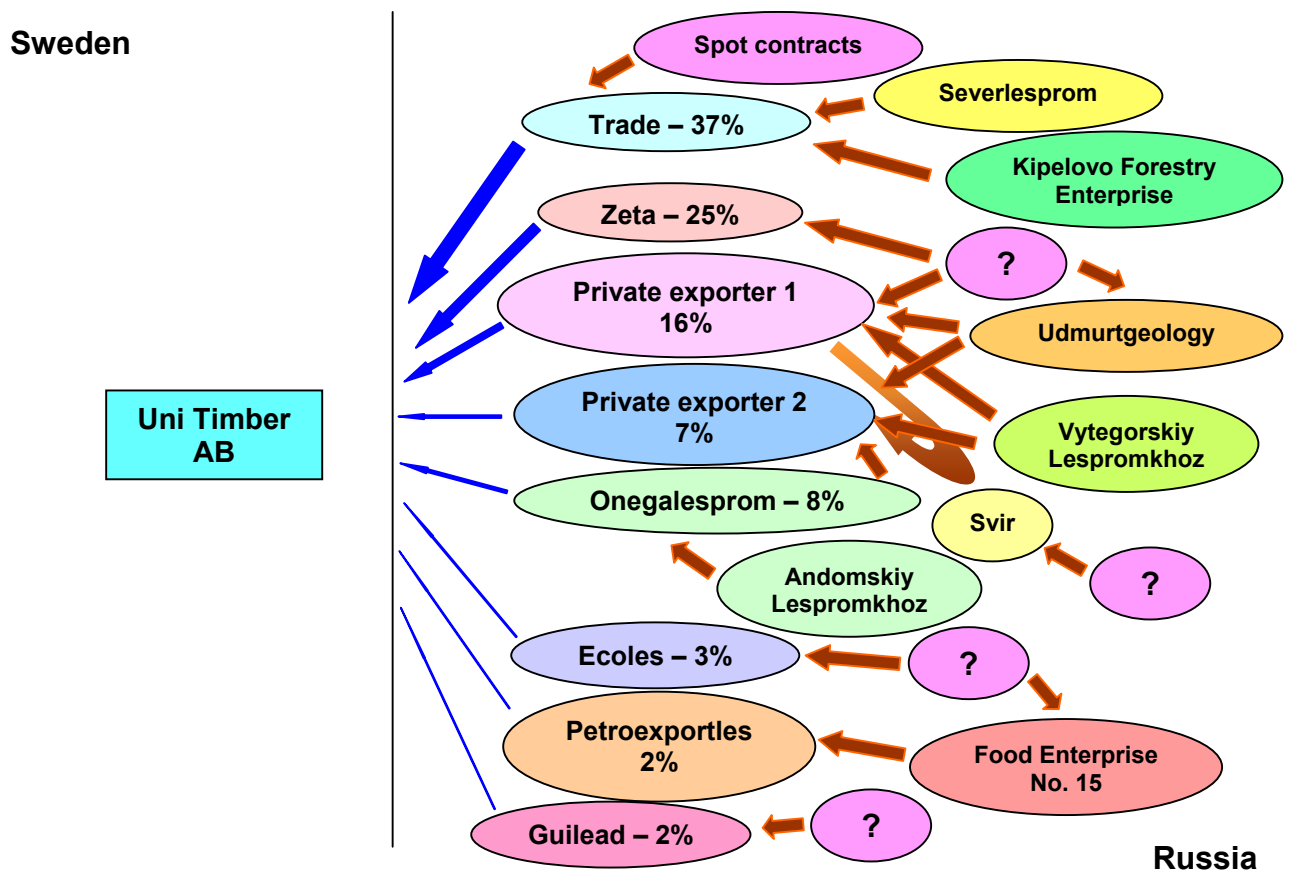 Sweden
Spot contracts
Severlesprom
Trade – 37%
Kipelovo Forestry
Enterprise
Zeta – 25%
?
Private exporter 1
16%
Udmurtgeology
Uni Timber
AB
Private exporter 2
7%
Vytegorskiy
Lespromkhoz
Onegalesprom – 8%
Svir
?
Andomskiy
Lespromkhoz
Ecoles – 3%
?
Petroexportles
2%
Food Enterprise
No. 15
Guilead – 2%
?
Russia